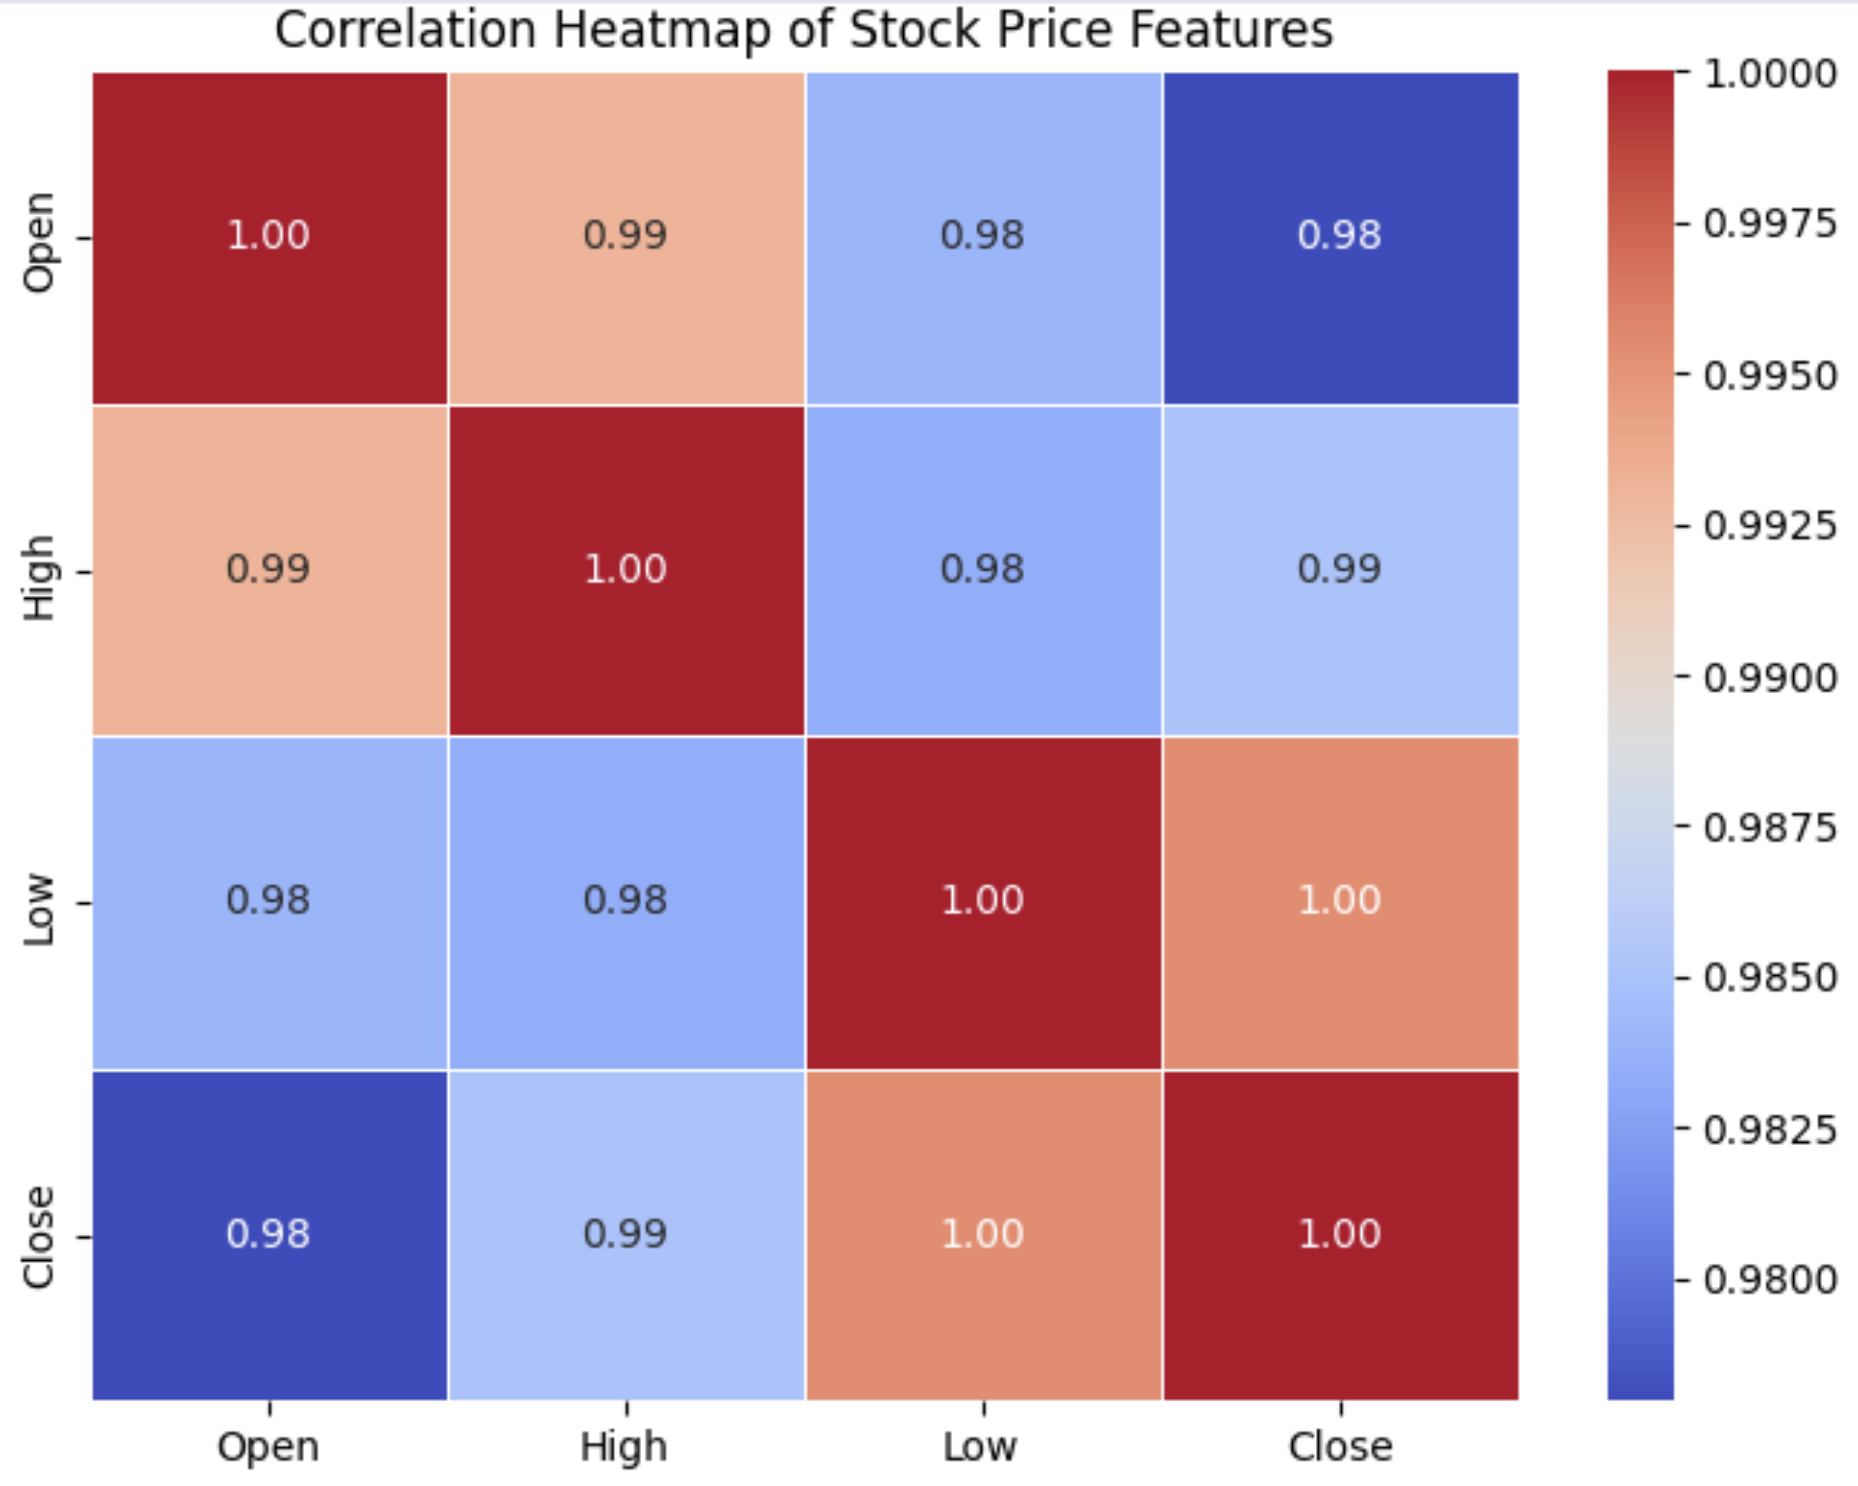 Correlation Heatmap of Stock Price Features
Open 1.00 0.99 0.98 0.98
High 0.99 1.00 0.98 0.99
Low 0.98 0.98 1.00 1.00
Close 0.98 0.99 1.00 1.00
Open High Low Close
1.0000
0.9975
0.9950
0.9925
0.9900
0.9875
0.9850
0.9825
0.9800